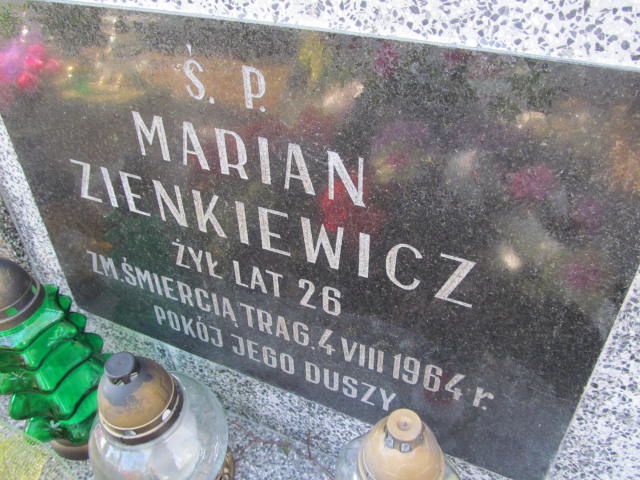 Ś. P.
MARIAN
ZIENKIEWICZ
ŻYŁ LAT 26
ZM. ŚMIERCIĄ TRAG. 4 VIII 1964 r.
POKÓJ JEGO DUSZY